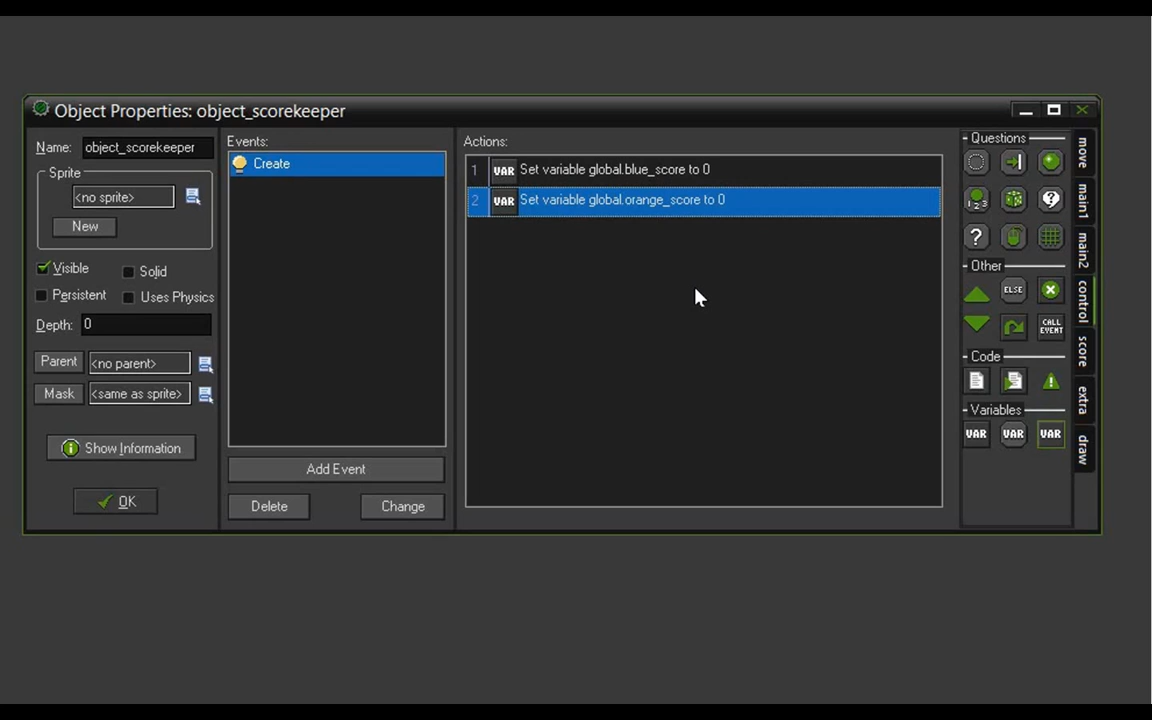 Object Properties: object_scorekeeper
Name: object_scorekeeper
Sprite
<no sprite>
New
Visible
Solid
Persistent
Uses Physics
Depth: 0
Parent <no parent>
Mask <same as sprite>
Show Information
OK
Events:
Create
Add Event
Delete
Change
Actions:
1 VAR Set variable global.blue_score to 0
2 VAR Set variable global.orange_score to 0
Questions
1 2 3
?
?
Other
ELSE
CALL EVENT
Code
Variables
VAR VAR VAR
move
main1
main2
control
score
extra
draw